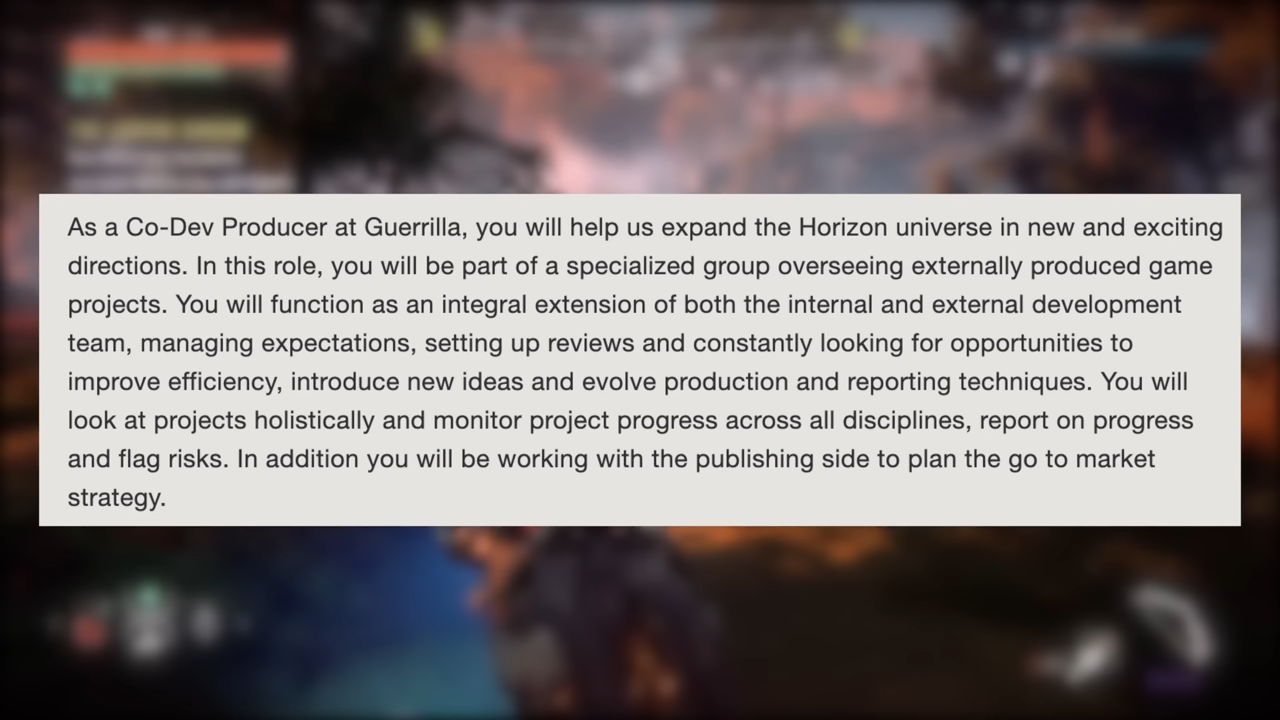 As a Co-Dev Producer at Guerrilla, you will help us expand the Horizon universe in new and exciting
directions. In this role, you will be part of a specialized group overseeing externally produced game
projects. You will function as an integral extension of both the internal and external development
team, managing expectations, setting up reviews and constantly looking for opportunities to
improve efficiency, introduce new ideas and evolve production and reporting techniques. You will
look at projects holistically and monitor project progress across all disciplines, report on progress
and flag risks. In addition you will be working with the publishing side to plan the go to market
strategy.